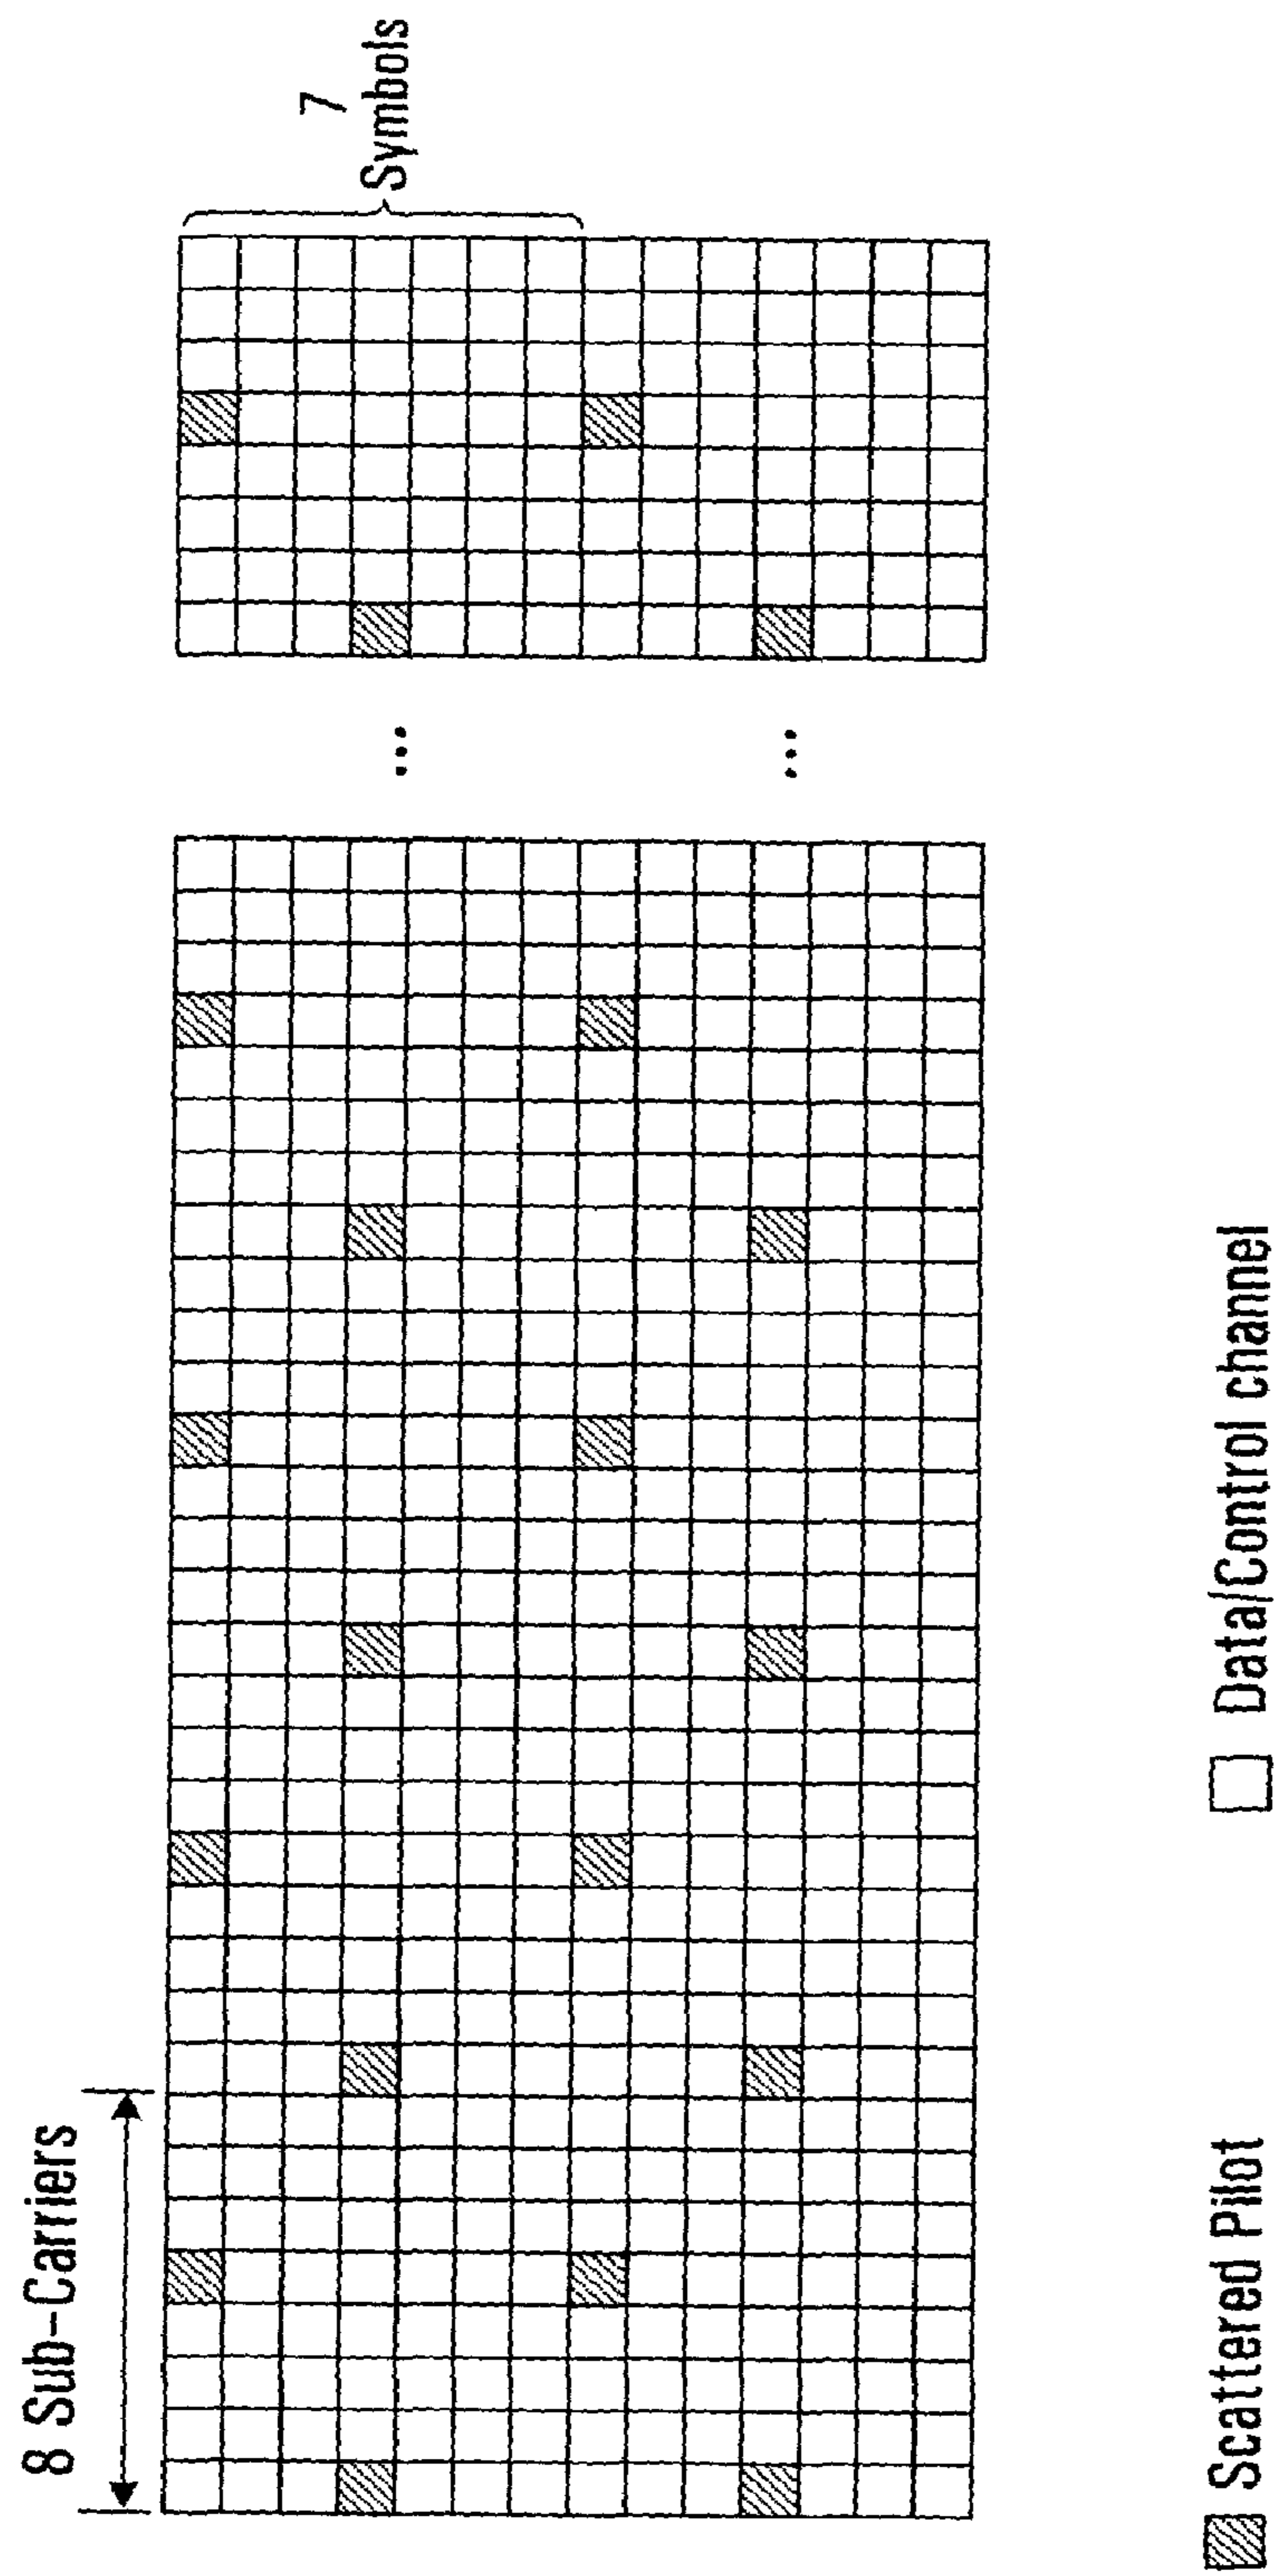 8 Sub-Carriers
7
Symbols
...
...
Scattered Pilot
Data/Control channel